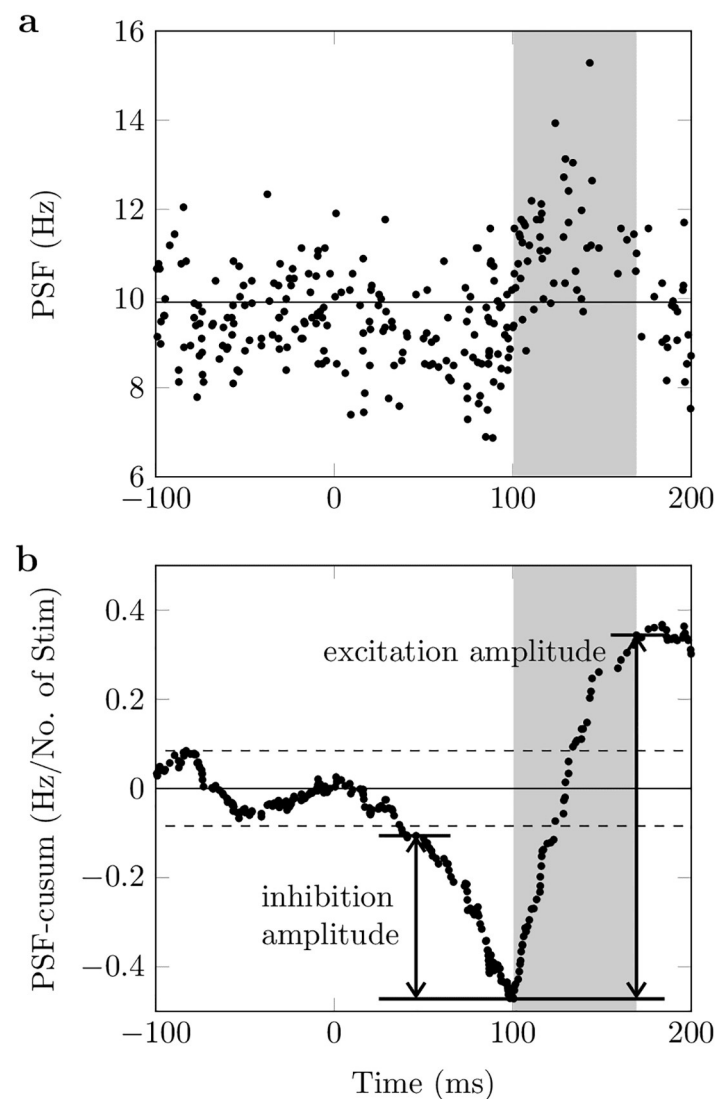 a
PSF (Hz)
16
14
12
10
8
6
−100
0
100
200
b
PSF-cusum (Hz/No. of Stim)
0.4
0.2
0
−0.2
−0.4
excitation amplitude
inhibition
amplitude
−100
0
100
200
Time (ms)